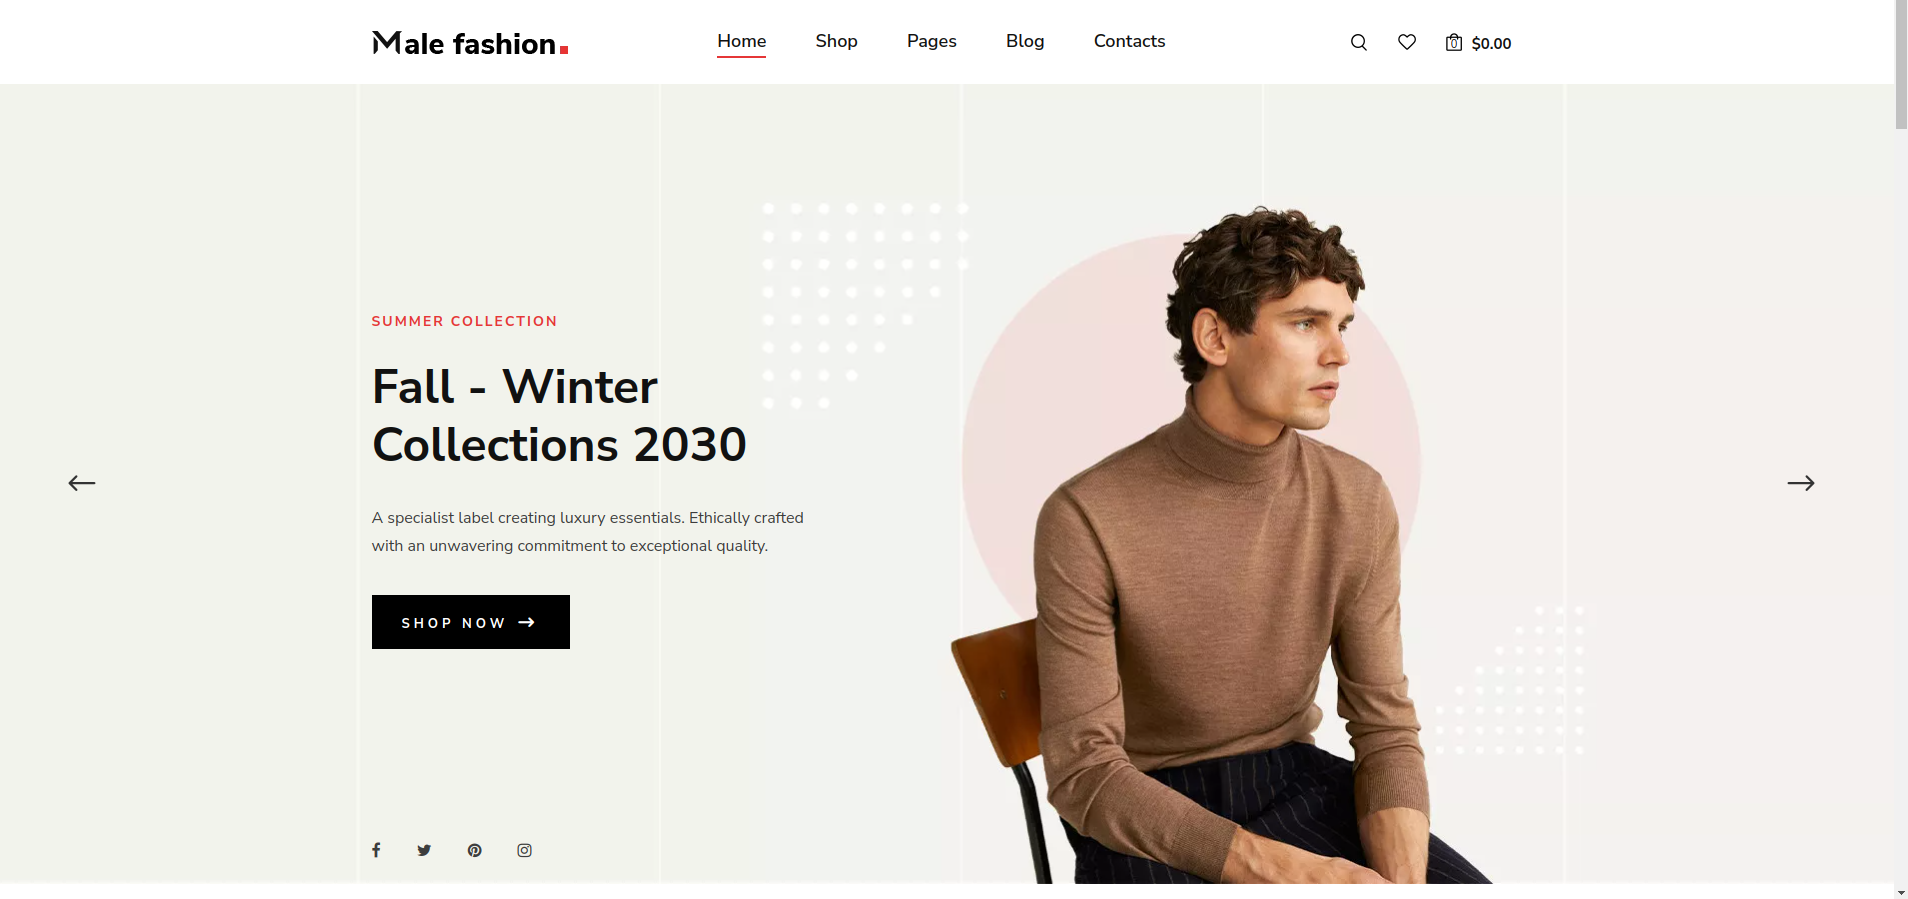 Male fashion.
Home Shop Pages Blog Contacts
0 $0.00
SUMMER COLLECTION
Fall - Winter
Collections 2030
A specialist label creating luxury essentials. Ethically crafted
with an unwavering commitment to exceptional quality.
SHOP NOW